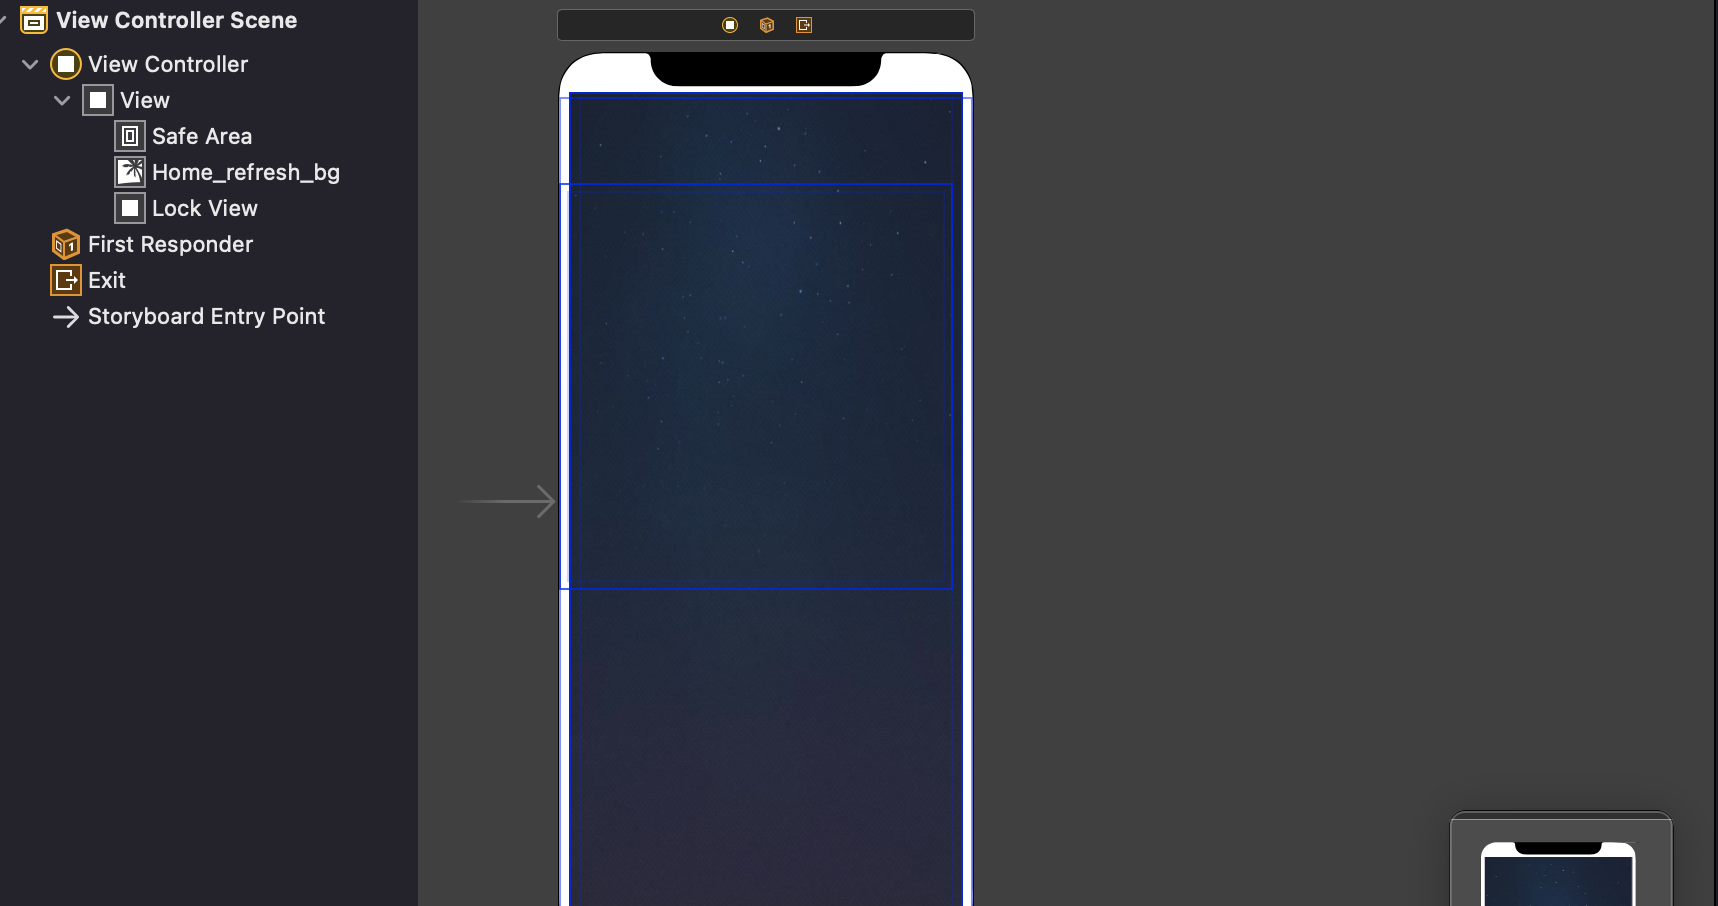 View Controller Scene
View Controller
View
Safe Area
Home_refresh_bg
Lock View
First Responder
Exit
Storyboard Entry Point